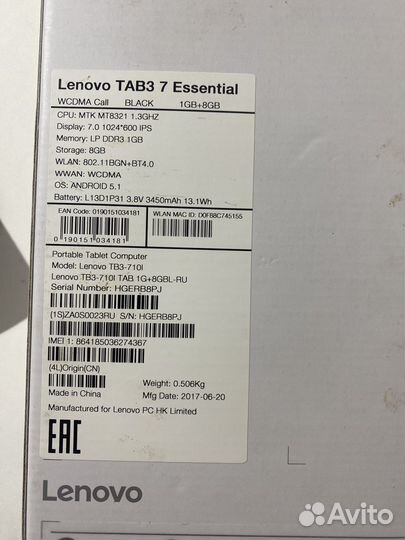 Lenovo TAB3 7 Essential
WCDMA Call BLACK 1GB+8GB
CPU: MTK MT8321 1.3GHZ
Display: 7.0 1024*600 IPS
Memory: LP DDR3 1GB
Storage: 8GB
WLAN: 802.11BGN+BT4.0
WWAN: WCDMA
OS: ANDROID 5.1
Battery: L13D1P31 3.8V 3450mAh 13.1Wh
EAN Code: 0190151034181 WLAN MAC ID: D0FB8C745155
0 190151 034181
Portable Tablet Computer
Model: Lenovo TB3-710I
Lenovo TB3-710I TAB 1G+8GBL-RU
Serial Number: HGERB8PJ
(1S)ZA0S0023RU S/N: HGERB8PJ
IMEI 1: 864185036274367
(4L)Origin(CN)
Weight: 0.506Kg
Made in China Mfg Date: 2017-06-20
Manufactured for Lenovo PC HK Limited
EAC
Lenovo
Avito